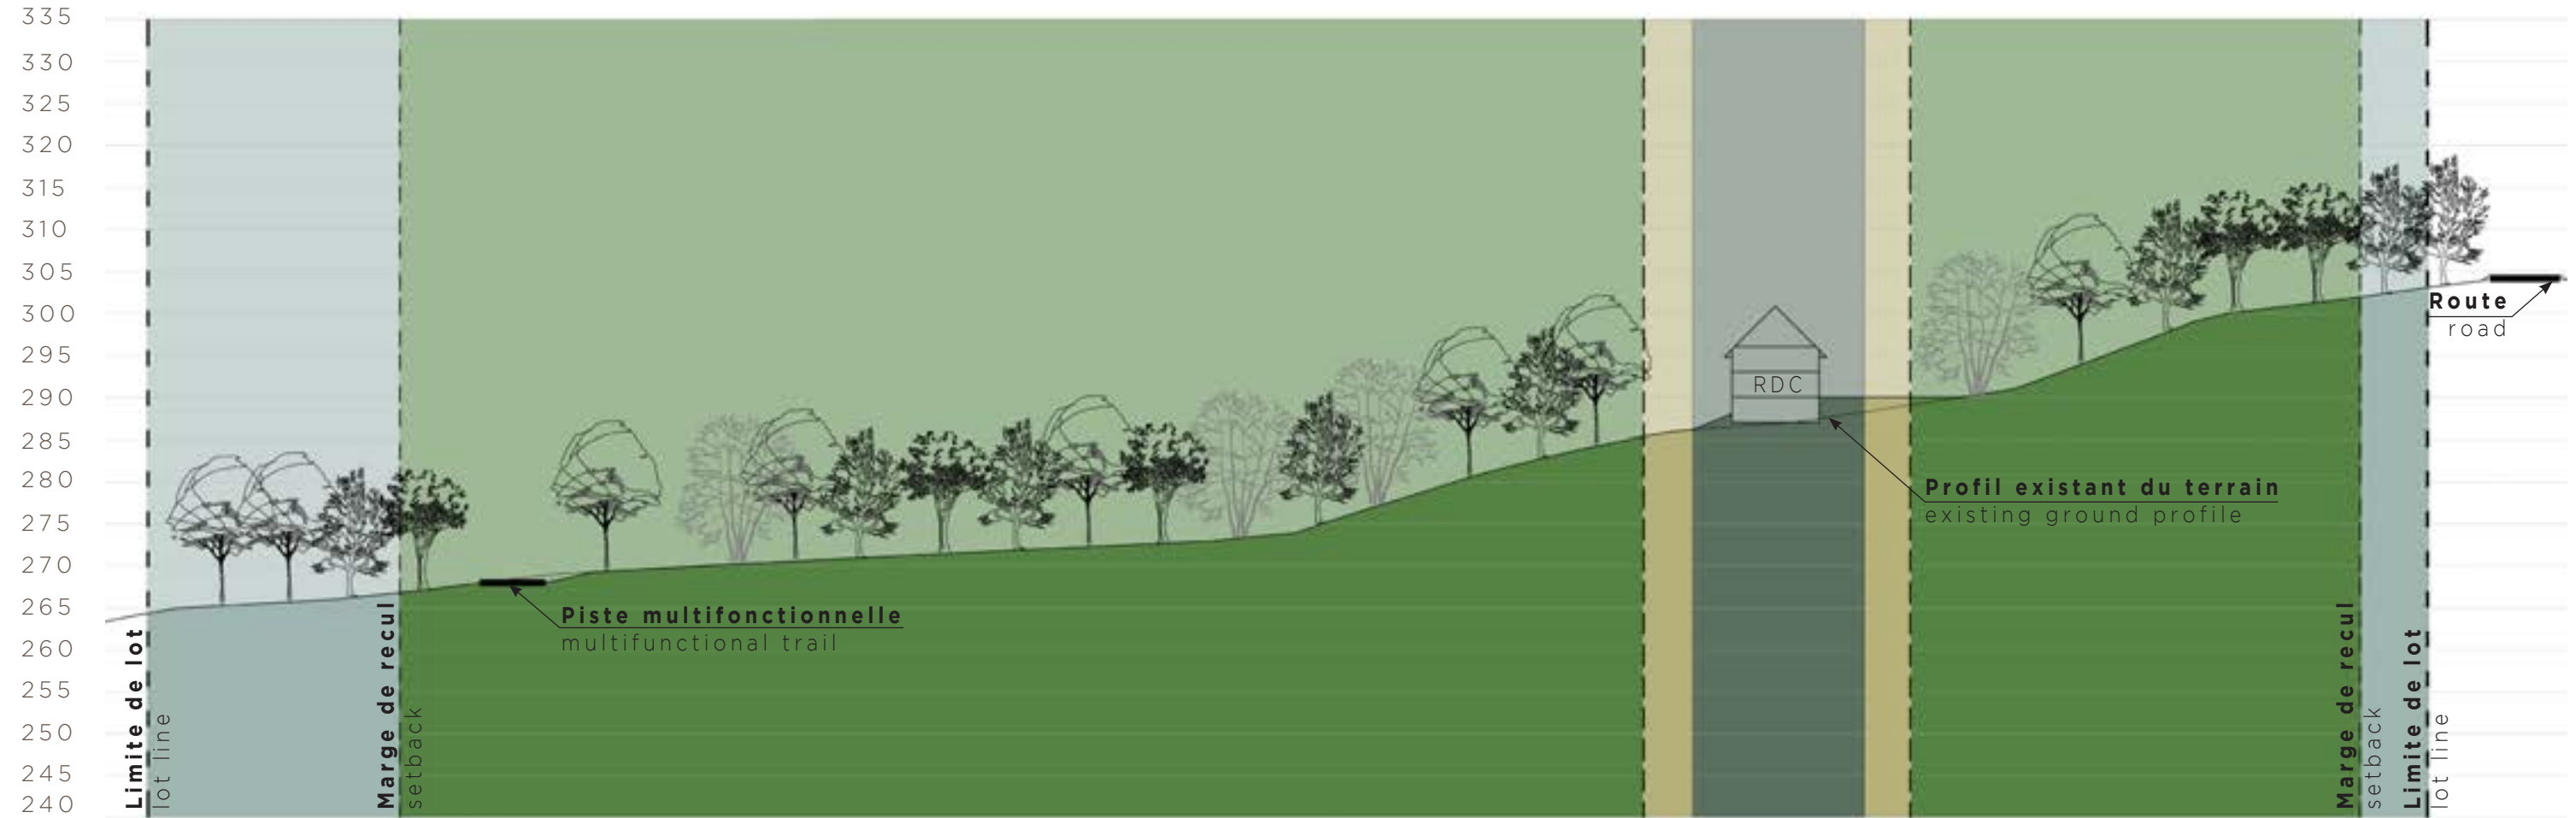 335
330
325
320
315
310
305
300
295
290
285
280
275
270
265
260
255
250
245
240
Limite de lot
lot line
Marge de recul
setback
Piste multifonctionnelle
multifunctional trail
RDC
Profil existant du terrain
existing ground profile
Marge de recul
setback
Limite de lot
lot line
Route
road